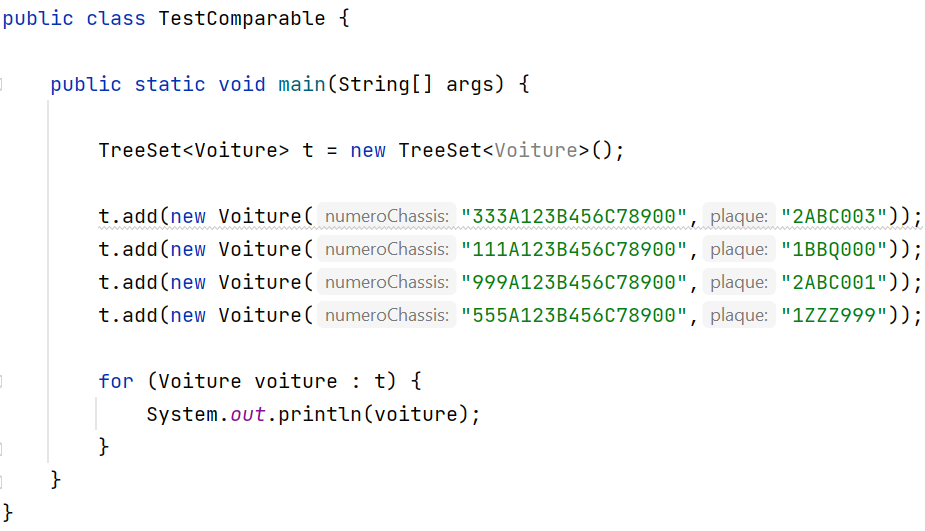 public class TestComparable {
public static void main(String[] args) {
TreeSet<Voiture> t = new TreeSet<Voiture>();
t.add(new Voiture( numeroChassis: "333A123B456C78900", plaque: "2ABC003"));
t.add(new Voiture( numeroChassis: "111A123B456C78900", plaque: "1BBQ000"));
t.add(new Voiture( numeroChassis: "999A123B456C78900", plaque: "2ABC001"));
t.add(new Voiture( numeroChassis: "555A123B456C78900", plaque: "1ZZZ999"));
for (Voiture voiture : t) {
System.out.println(voiture);
}
}
}